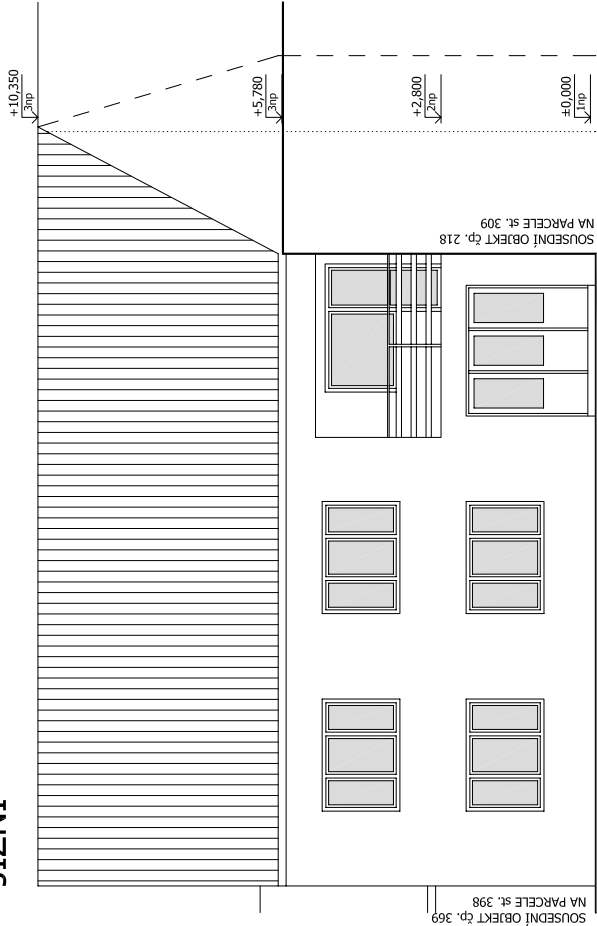 +10,350
3np
+5,780
3np
+2,800
2np
±0,000
1np
SOUSEDNÍ OBJEKT čp. 218
NA PARCELE st. 309
SOUSEDNÍ OBJEKT čp. 369
NA PARCELE st. 398